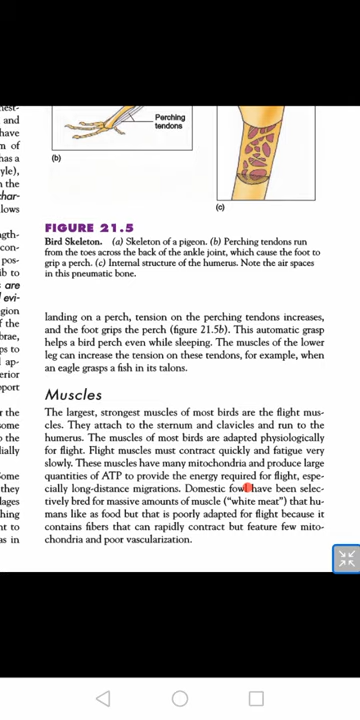 nest-
and
have
m of
has a
yle),
n the
char-
lows
ngth-
con-
pos-
ib to
s are
l evi-
egion
f the
brae,
ps to
l ap-
erior
pport
r the
some
o the
dially
Some
they
dages
thing
nt to
as in
Perching
tendons
(b)
(c)
FIGURE 21.5
Bird Skeleton. (a) Skeleton of a pigeon. (b) Perching tendons run
from the toes across the back of the ankle joint, which cause the foot to
grip a perch. (c) Internal structure of the humerus. Note the air spaces
in this pneumatic bone.
landing on a perch, tension on the perching tendons increases,
and the foot grips the perch (figure 21.5b). This automatic grasp
helps a bird perch even while sleeping. The muscles of the lower
leg can increase the tension on these tendons, for example, when
an eagle grasps a fish in its talons.
Muscles
The largest, strongest muscles of most birds are the flight mus-
cles. They attach to the sternum and clavicles and run to the
humerus. The muscles of most birds are adapted physiologically
for flight. Flight muscles must contract quickly and fatigue very
slowly. These muscles have many mitochondria and produce large
quantities of ATP to provide the energy required for flight, espe-
cially long-distance migrations. Domestic fowl have been selec-
tively bred for massive amounts of muscle ("white meat") that hu-
mans like as food but that is poorly adapted for flight because it
contains fibers that can rapidly contract but feature few mito-
chondria and poor vascularization.